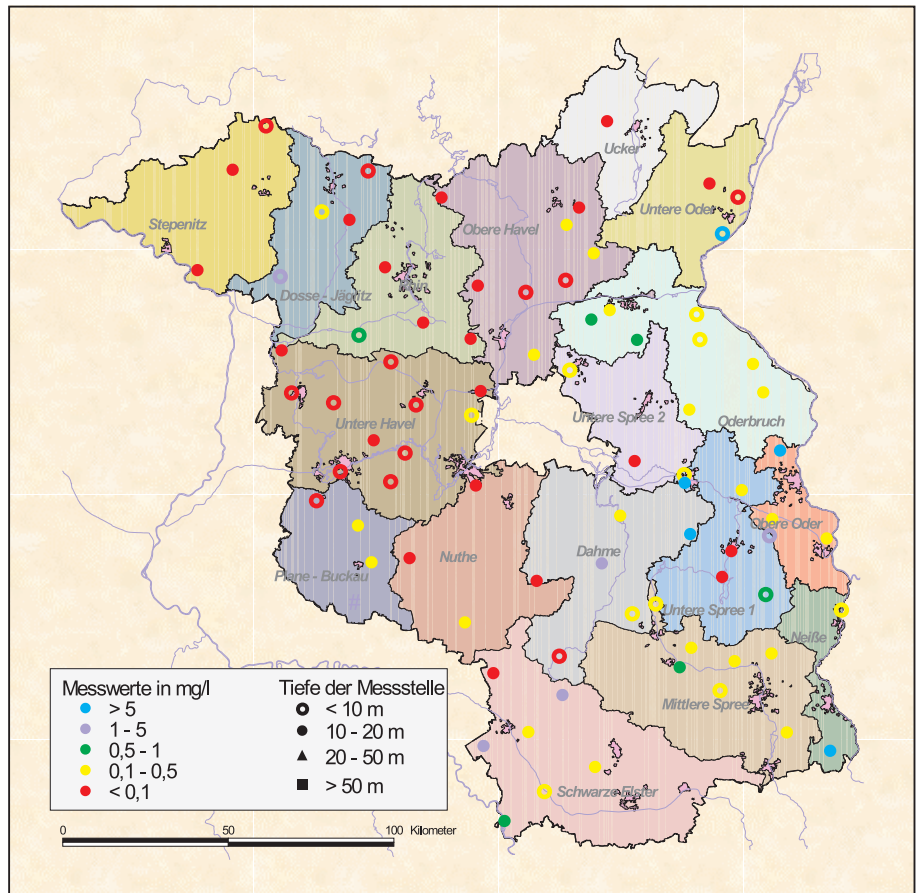 Ucker
Untere Oder
Stepenitz
Obere Havel
Rhin
Dosse - Jäglitz
Untere Havel
Untere Spree 2
Oderbruch
Obere Oder
Nuthe
Dahme
Plane - Buckau
Untere Spree 1
#
Neiße
Mittlere Spree
Schwarze Elster
Messwerte in mg/l
> 5
1 - 5
0,5 - 1
0,1 - 0,5
< 0,1
Tiefe der Messstelle
< 10 m
10 - 20 m
20 - 50 m
> 50 m
0 50 100 Kilometer